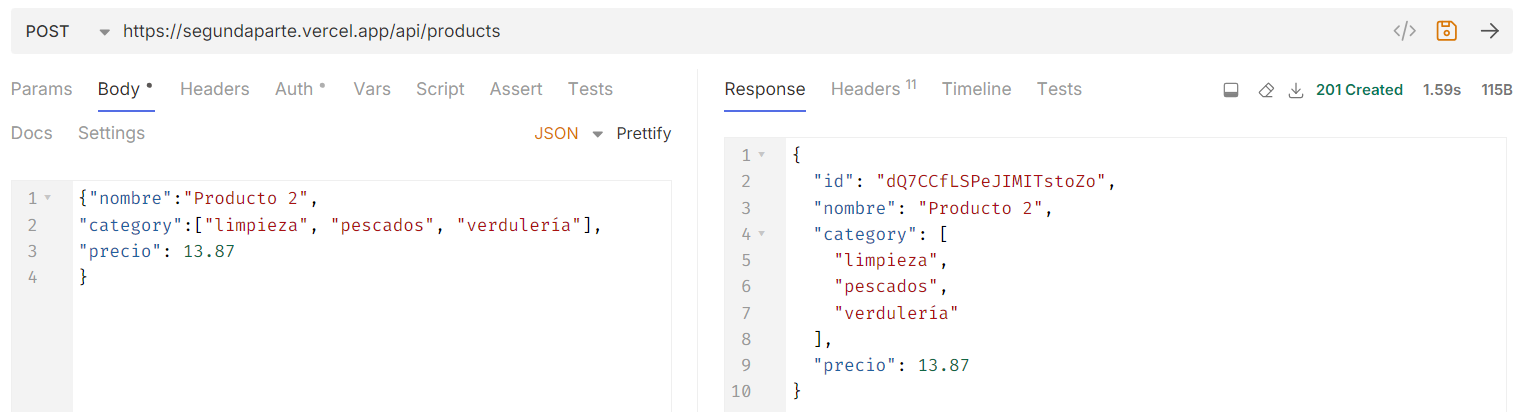 POST https://segundaparte.vercel.app/api/products </>
Params Body Headers Auth Vars Script Assert Tests
Docs Settings JSON Prettify
1 {"nombre":"Producto 2",
2 "category":["limpieza", "pescados", "verdulería"],
3 "precio": 13.87
4 }
Response Headers 11 Timeline Tests 201 Created 1.59s 115B
1 {
2 "id": "dQ7CCfLSPeJIMITstoZo",
3 "nombre": "Producto 2",
4 "category": [
5 "limpieza",
6 "pescados",
7 "verdulería"
8 ],
9 "precio": 13.87
10 }